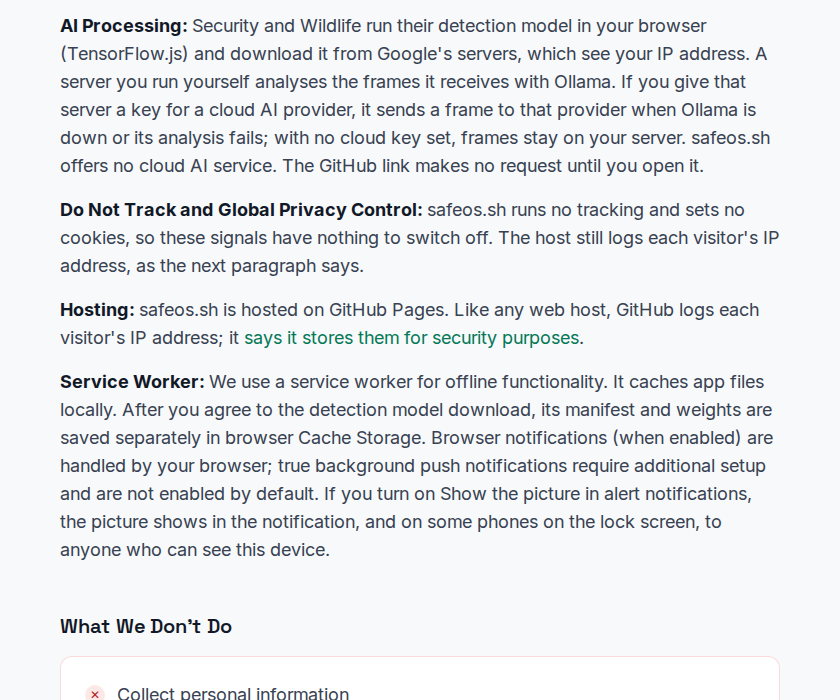 AI Processing: Security and Wildlife run their detection model in your browser
(TensorFlow.js) and download it from Google's servers, which see your IP address. A
server you run yourself analyses the frames it receives with Ollama. If you give that
server a key for a cloud AI provider, it sends a frame to that provider when Ollama is
down or its analysis fails; with no cloud key set, frames stay on your server. safeos.sh
offers no cloud AI service. The GitHub link makes no request until you open it.
Do Not Track and Global Privacy Control: safeos.sh runs no tracking and sets no
cookies, so these signals have nothing to switch off. The host still logs each visitor's IP
address, as the next paragraph says.
Hosting: safeos.sh is hosted on GitHub Pages. Like any web host, GitHub logs each
visitor's IP address; it says it stores them for security purposes.
Service Worker: We use a service worker for offline functionality. It caches app files
locally. After you agree to the detection model download, its manifest and weights are
saved separately in browser Cache Storage. Browser notifications (when enabled) are
handled by your browser; true background push notifications require additional setup
and are not enabled by default. If you turn on Show the picture in alert notifications,
the picture shows in the notification, and on some phones on the lock screen, to
anyone who can see this device.
What We Don’t Do
Collect personal information